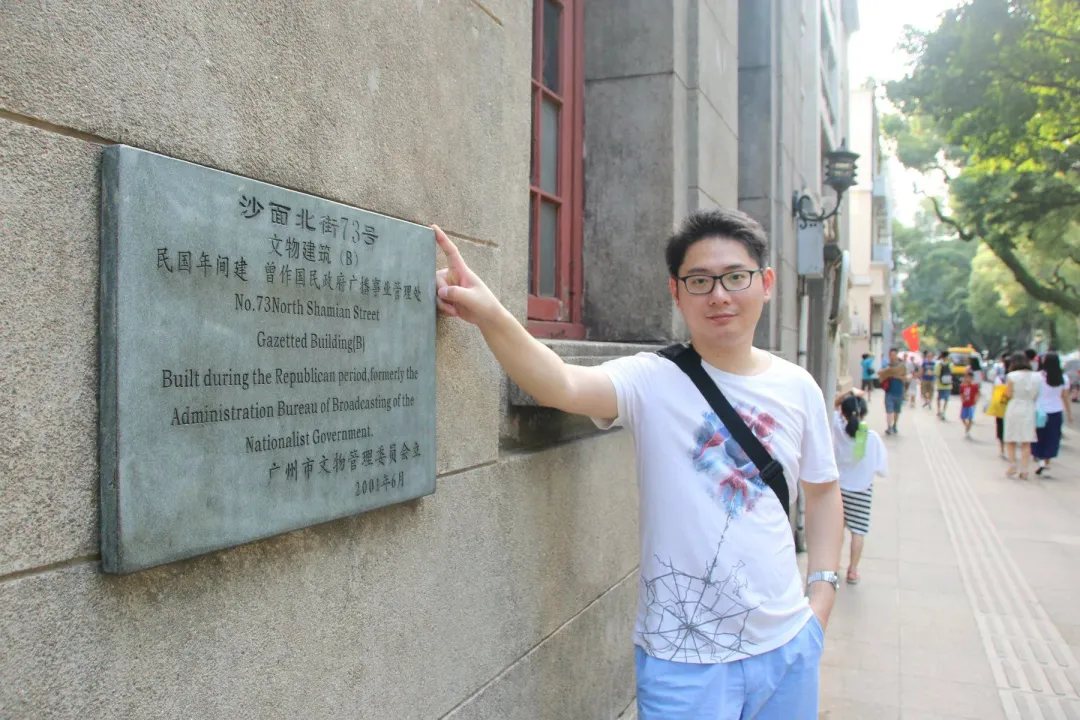 沙面北街73号
文物建筑（B）
民国年间建 曾作国民政府广播事业管理处
No.73North Shamian Street
Gazetted Building(B)
Built during the Republican period,formerly the
Administration Bureau of Broadcasting of the
Nationalist Government.
广州市文物管理委员会立
2001年6月